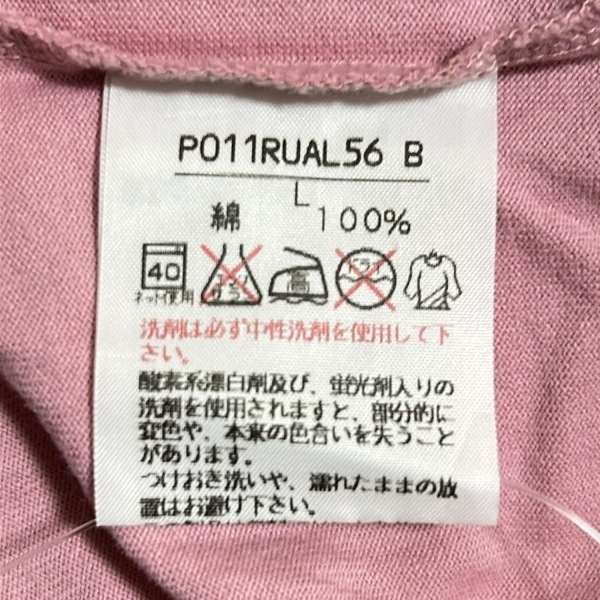 P011RUAL56 B
L
綿 100%
40
ネット使用
エンソ
サラシ
高
ドライ
洗剤は必ず中性洗剤を使用して下
さい。
酸素系漂白剤及び、蛍光剤入りの
洗剤を使用されますと、部分的に
変色や、本来の色合いを失うこと
があります。
つけおき洗いや、濡れたままの放
置はお避け下さい。